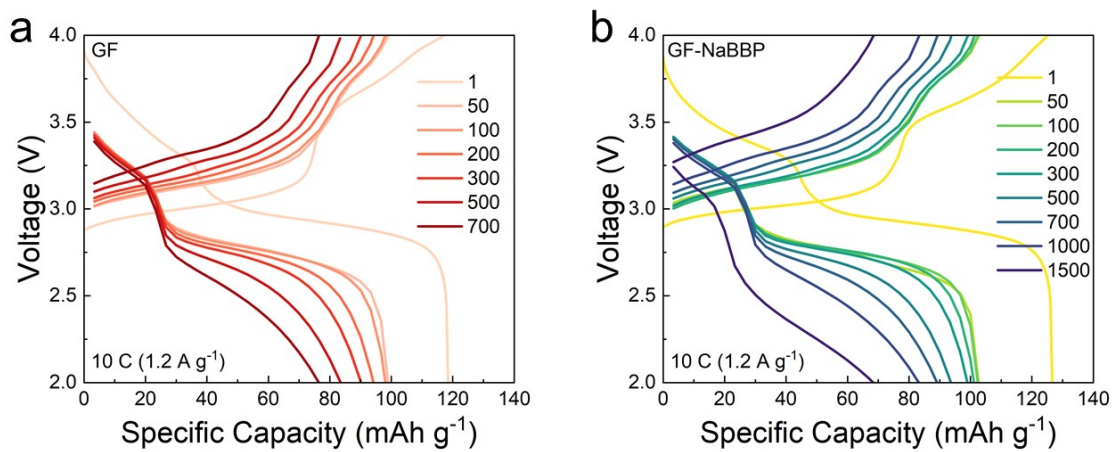 a
GF
4.0
3.5
3.0
2.5
2.0
Voltage (V)
1
50
100
200
300
500
700
10 C (1.2 A g⁻¹)
0 20 40 60 80 100 120 140
Specific Capacity (mAh g⁻¹)
b
GF-NaBBP
4.0
3.5
3.0
2.5
2.0
Voltage (V)
1
50
100
200
300
500
700
1000
1500
10 C (1.2 A g⁻¹)
0 20 40 60 80 100 120 140
Specific Capacity (mAh g⁻¹)